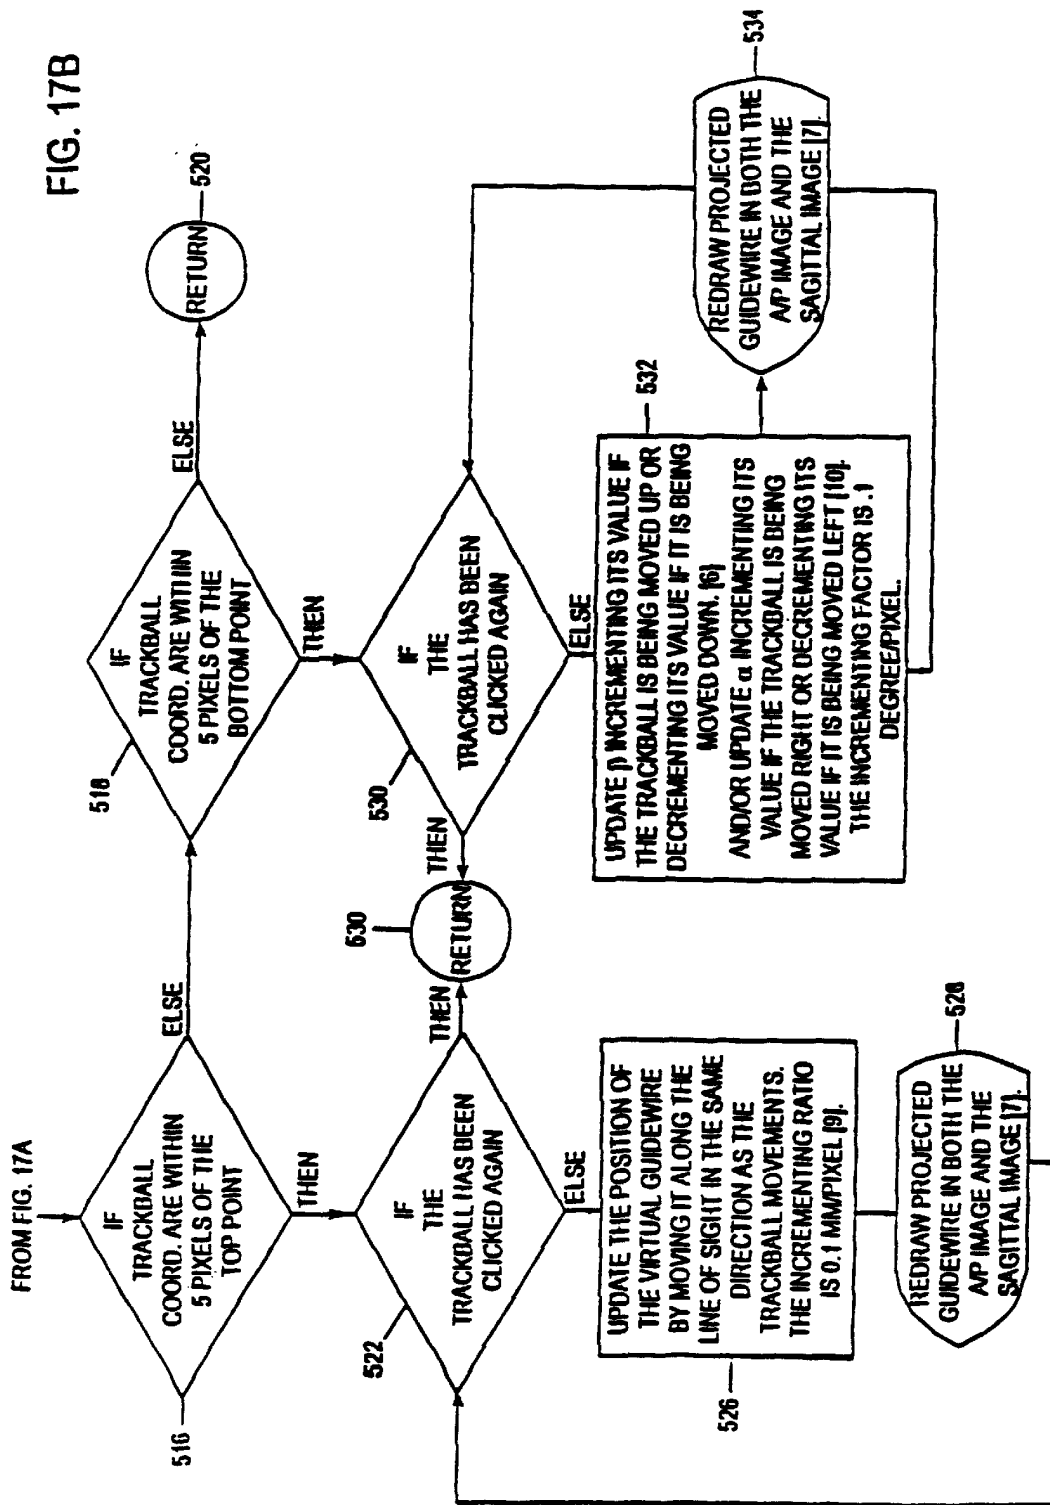 FIG. 17B
FROM FIG. 17A
IF
TRACKBALL
COORD. ARE WITHIN
5 PIXELS OF THE
TOP POINT
516
ELSE
THEN
IF
TRACKBALL
COORD. ARE WITHIN
5 PIXELS OF THE
BOTTOM POINT
518
ELSE
THEN
RETURN
520
IF
THE
TRACKBALL HAS BEEN
CLICKED AGAIN
522
THEN
ELSE
RETURN
530
IF
THE
TRACKBALL HAS BEEN
CLICKED AGAIN
530
THEN
ELSE
UPDATE THE POSITION OF
THE VIRTUAL GUIDEWIRE
BY MOVING IT ALONG THE
LINE OF SIGHT IN THE SAME
DIRECTION AS THE
TRACKBALL MOVEMENTS.
THE INCREMENTING RATIO
IS 0.1 MM/PIXEL [9].
526
REDRAW PROJECTED
GUIDEWIRE IN BOTH THE
A/P IMAGE AND THE
SAGITTAL IMAGE [7].
528
UPDATE β INCREMENTING ITS VALUE IF
THE TRACKBALL IS BEING MOVED UP OR
DECREMENTING ITS VALUE IF IT IS BEING
MOVED DOWN. [6]
AND/OR UPDATE α INCREMENTING ITS
VALUE IF THE TRACKBALL IS BEING
MOVED RIGHT OR DECREMENTING ITS
VALUE IF IT IS BEING MOVED LEFT [10].
THE INCREMENTING FACTOR IS .1
DEGREE/PIXEL.
532
REDRAW PROJECTED
GUIDEWIRE IN BOTH THE
A/P IMAGE AND THE
SAGITTAL IMAGE [7].
534